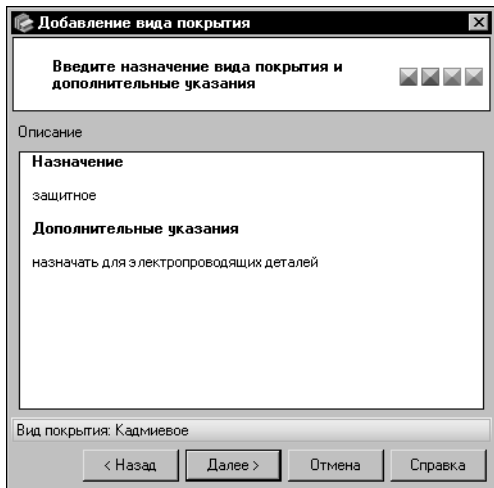 Добавление вида покрытия
Введите назначение вида покрытия и
дополнительные указания
Описание
Назначение
защитное
Дополнительные указания
назначать для электропроводящих деталей
Вид покрытия: Кадмиевое
< Назад
Далее >
Отмена
Справка